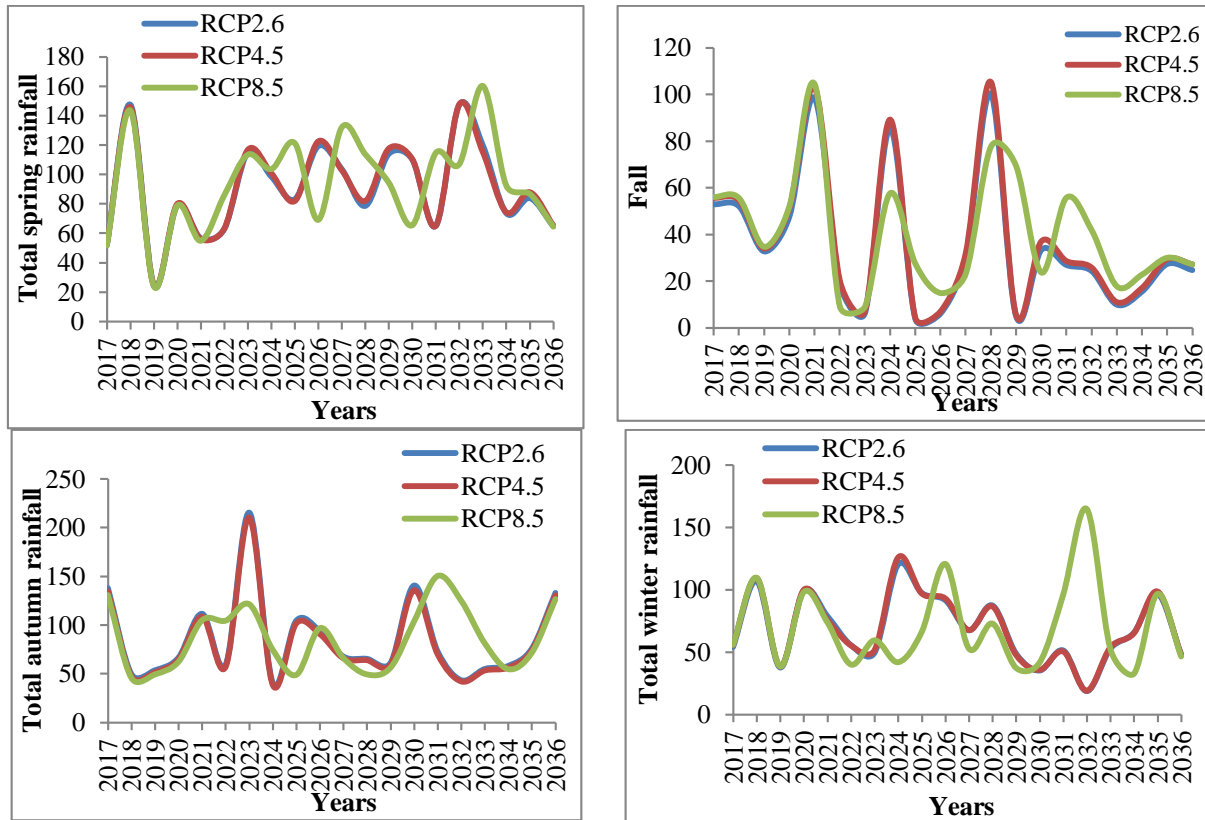 RCP2.6
RCP4.5
RCP8.5
Total spring rainfall
180
160
140
120
100
80
60
40
20
0
2017 2018 2019 2020 2021 2022 2023 2024 2025 2026 2027 2028 2029 2030 2031 2032 2033 2034 2035 2036
Years
RCP2.6
RCP4.5
RCP8.5
Fall
120
100
80
60
40
20
0
2017 2018 2019 2020 2021 2022 2023 2024 2025 2026 2027 2028 2029 2030 2031 2032 2033 2034 2035 2036
Years
RCP2.6
RCP4.5
RCP8.5
Total autumn rainfall
250
200
150
100
50
0
2017 2018 2019 2020 2021 2022 2023 2024 2025 2026 2027 2028 2029 2030 2031 2032 2033 2034 2035 2036
Years
RCP2.6
RCP4.5
RCP8.5
Total winter rainfall
200
150
100
50
0
2017 2018 2019 2020 2021 2022 2023 2024 2025 2026 2027 2028 2029 2030 2031 2032 2033 2034 2035 2036
Years